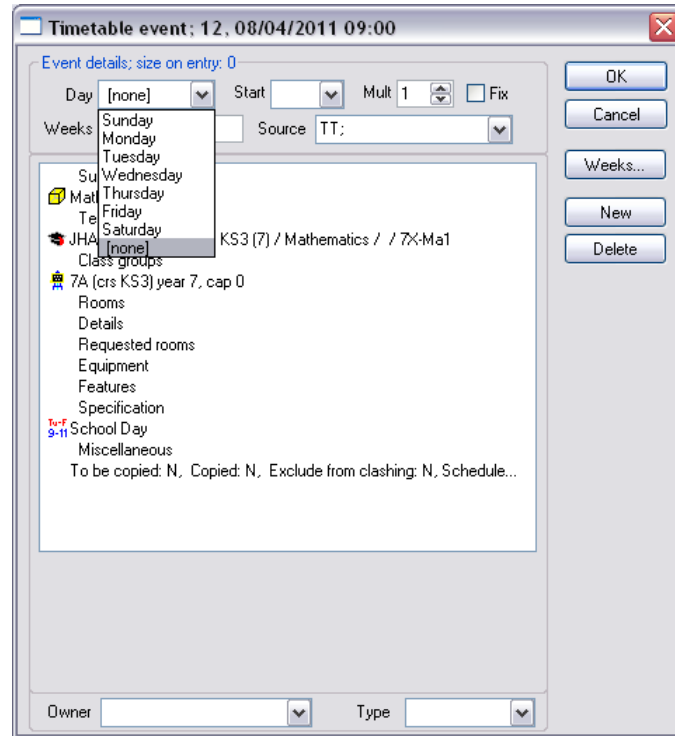 Timetable event; 12, 08/04/2011 09:00
Event details; size on entry: 0
Day [none] Start Mult 1 Fix
Weeks Source TT;
Sunday
Monday
Tuesday
Wednesday
Thursday
Friday
Saturday
[none]
OK
Cancel
Weeks...
New
Delete
Su
Mat
Te
JHA KS3 (7) / Mathematics / / 7X-Ma1
Class groups
7A (crs KS3) year 7, cap 0
Rooms
Details
Requested rooms
Equipment
Features
Specification
Tu-F
9-11 School Day
Miscellaneous
To be copied: N, Copied: N, Exclude from clashing: N, Schedule...
Owner Type